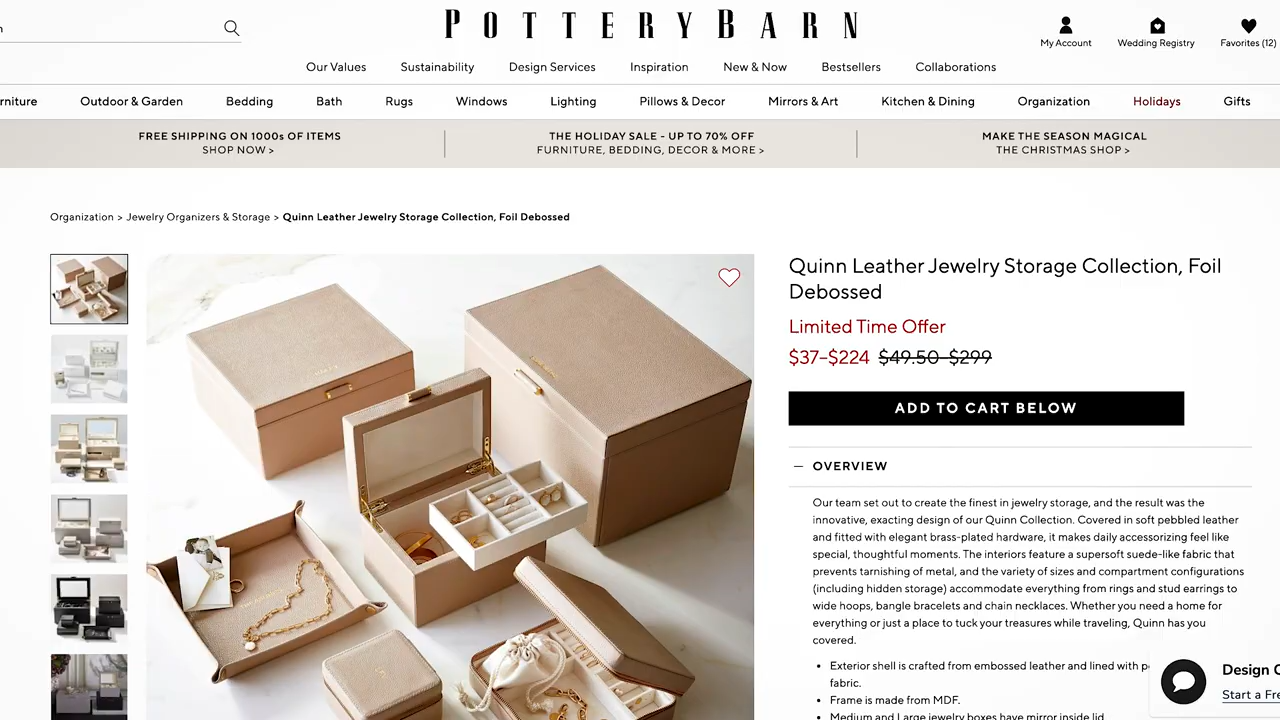 n
POTTERYBARN
My Account
Wedding Registry
Favorites (12)
Our Values
Sustainability
Design Services
Inspiration
New & Now
Bestsellers
Collaborations
rniture
Outdoor & Garden
Bedding
Bath
Rugs
Windows
Lighting
Pillows & Decor
Mirrors & Art
Kitchen & Dining
Organization
Holidays
Gifts
FREE SHIPPING ON 1000s OF ITEMS
SHOP NOW >
THE HOLIDAY SALE - UP TO 70% OFF
FURNITURE, BEDDING, DECOR & MORE >
MAKE THE SEASON MAGICAL
THE CHRISTMAS SHOP >
Organization > Jewelry Organizers & Storage > Quinn Leather Jewelry Storage Collection, Foil Debossed
Quinn Leather Jewelry Storage Collection, Foil
Debossed
Limited Time Offer
$37–$224 $49.50–$299
ADD TO CART BELOW
— OVERVIEW
Our team set out to create the finest in jewelry storage, and the result was the
innovative, exacting design of our Quinn Collection. Covered in soft pebbled leather
and fitted with elegant brass-plated hardware, it makes daily accessorizing feel like
special, thoughtful moments. The interiors feature a supersoft suede-like fabric that
prevents tarnishing of metal, and the variety of sizes and compartment configurations
(including hidden storage) accommodate everything from rings and stud earrings to
wide hoops, bangle bracelets and chain necklaces. Whether you need a home for
everything or just a place to tuck your treasures while traveling, Quinn has you
covered.
• Exterior shell is crafted from embossed leather and lined with p
fabric.
• Frame is made from MDF.
• Medium and Large jewelry boxes have mirror inside lid
Design C
Start a Fre